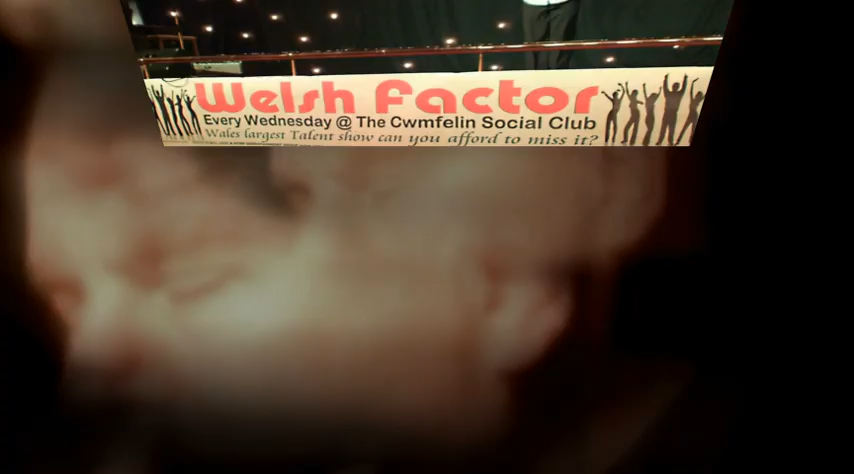 Welsh Factor
Every Wednesday @ The Cwmfelin Social Club
Wales largest Talent show can you afford to miss it?